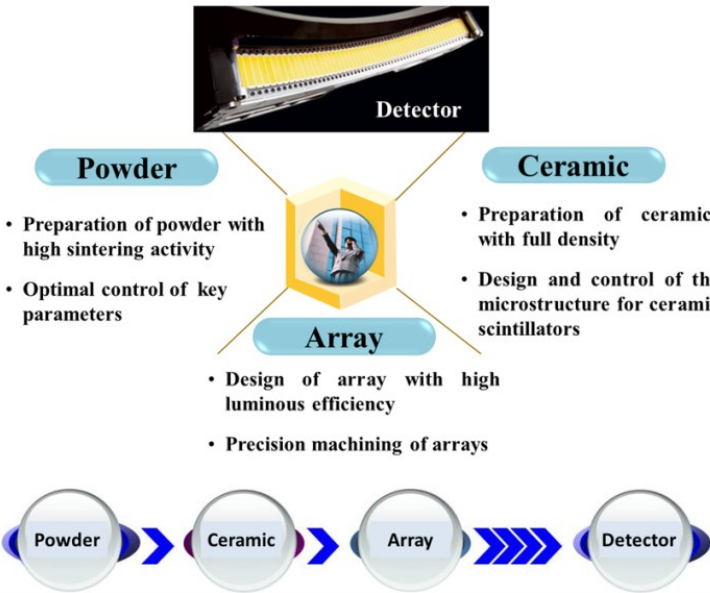 Detector
Powder
• Preparation of powder with
high sintering activity
• Optimal control of key
parameters
Ceramic
• Preparation of ceramic
with full density
• Design and control of th
microstructure for cerami
scintillators
Array
• Design of array with high
luminous efficiency
• Precision machining of arrays
Powder
Ceramic
Array
Detector